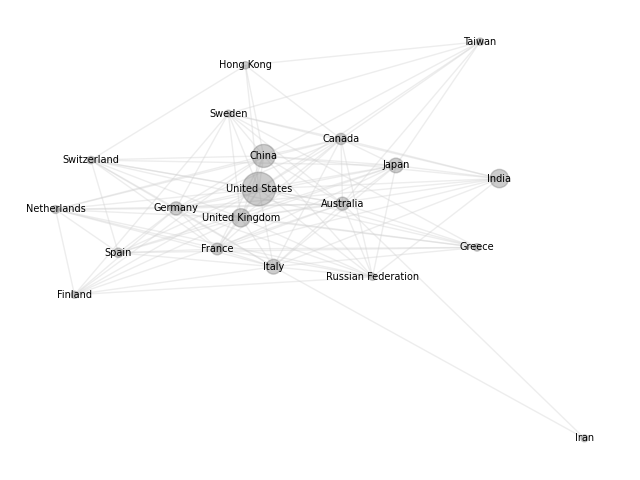 Taiwan
Hong Kong
Sweden
Canada
China
Switzerland
Japan
India
United States
Netherlands
Germany
Australia
United Kingdom
Spain
France
Greece
Italy
Russian Federation
Finland
Iran